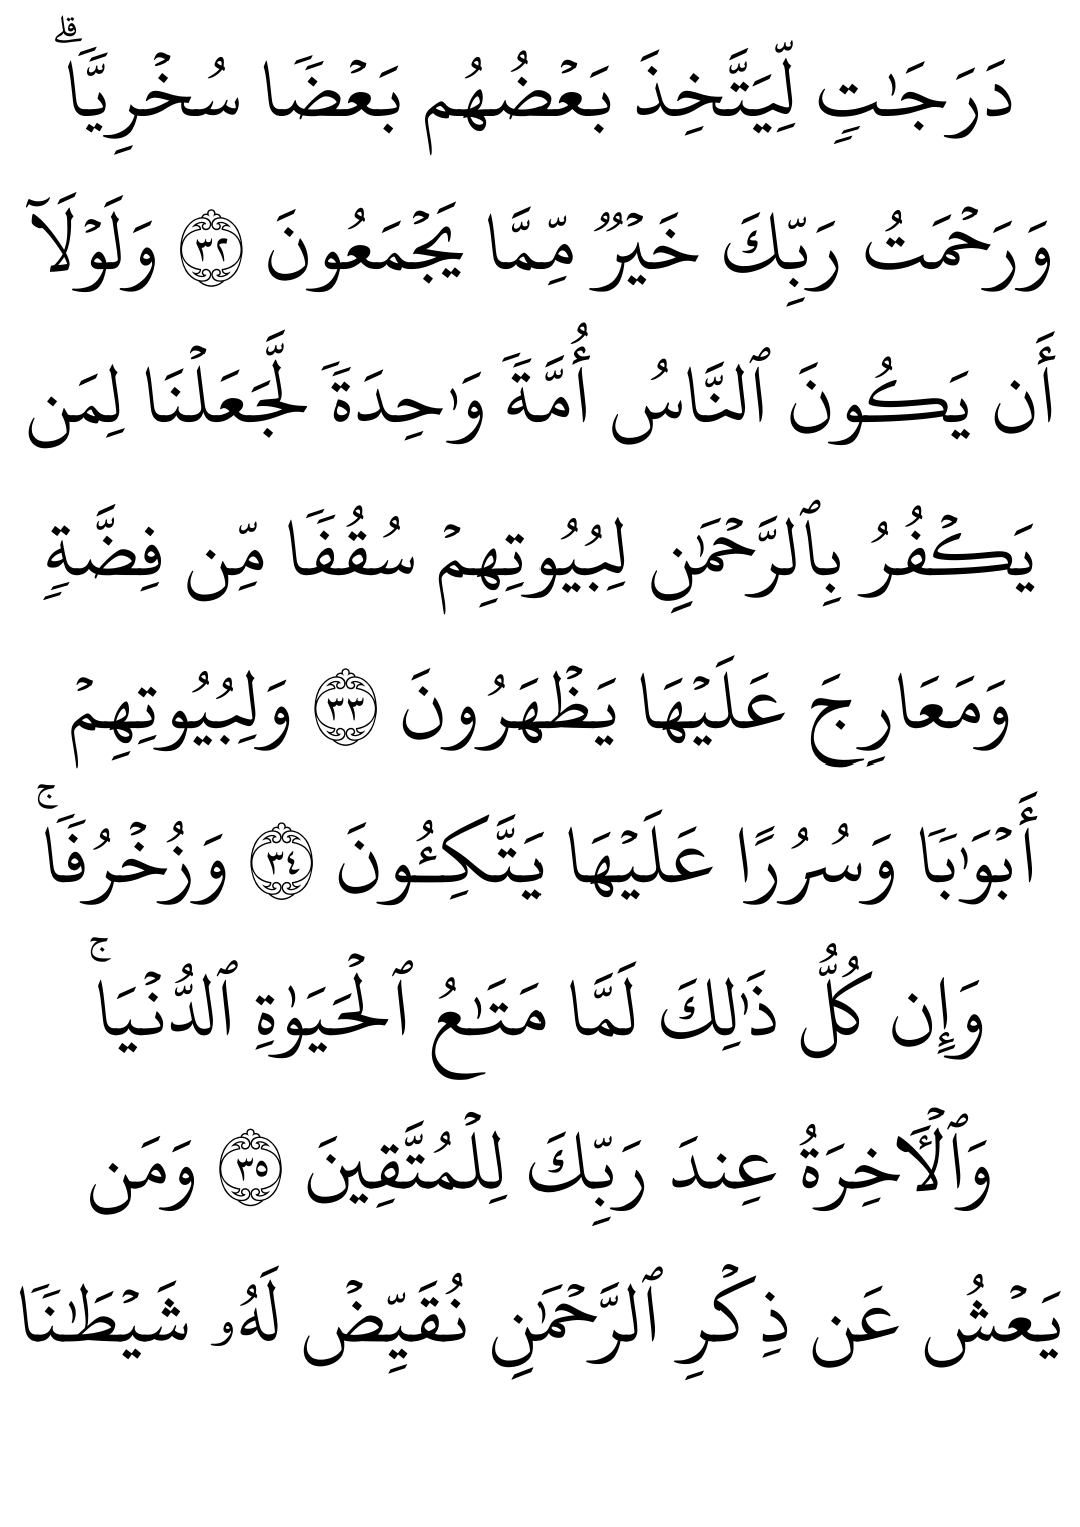 دَرَجَٰتٖ لِّيَتَّخِذَ بَعۡضُهُم بَعۡضٗا سُخۡرِيّٗاۗ
وَرَحۡمَتُ رَبِّكَ خَيۡرٞ مِّمَّا يَجۡمَعُونَ ٣٢ وَلَوۡلَآ
أَن يَكُونَ ٱلنَّاسُ أُمَّةٗ وَٰحِدَةٗ لَّجَعَلۡنَا لِمَن
يَكۡفُرُ بِٱلرَّحۡمَٰنِ لِبُيُوتِهِمۡ سُقُفٗا مِّن فِضَّةٖ
وَمَعَارِجَ عَلَيۡهَا يَظۡهَرُونَ ٣٣ وَلِبُيُوتِهِمۡ
أَبۡوَٰبٗا وَسُرُرًا عَلَيۡهَا يَتَّكِـُٔونَ ٣٤ وَزُخۡرُفٗاۚ
وَإِن كُلُّ ذَٰلِكَ لَمَّا مَتَٰعُ ٱلۡحَيَوٰةِ ٱلدُّنۡيَاۚ
وَٱلۡأٓخِرَةُ عِندَ رَبِّكَ لِلۡمُتَّقِينَ ٣٥ وَمَن
يَعۡشُ عَن ذِكۡرِ ٱلرَّحۡمَٰنِ نُقَيِّضۡ لَهُۥ شَيۡطَٰنٗا